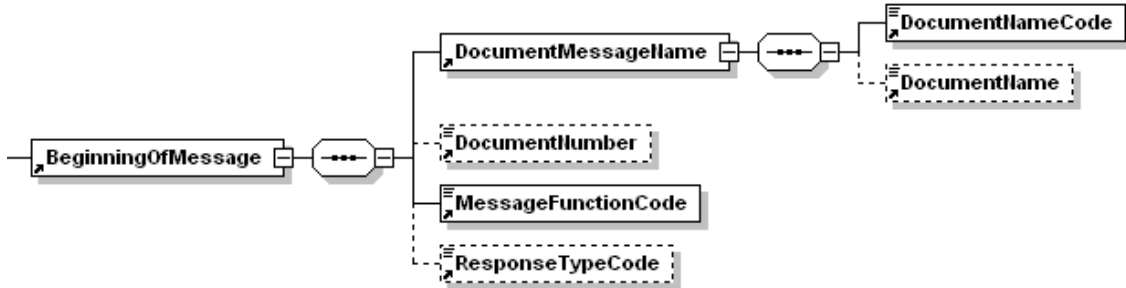 DocumentNameCode
DocumentMessageName
DocumentName
DocumentNumber
BeginningOfMessage
MessageFunctionCode
ResponseTypeCode